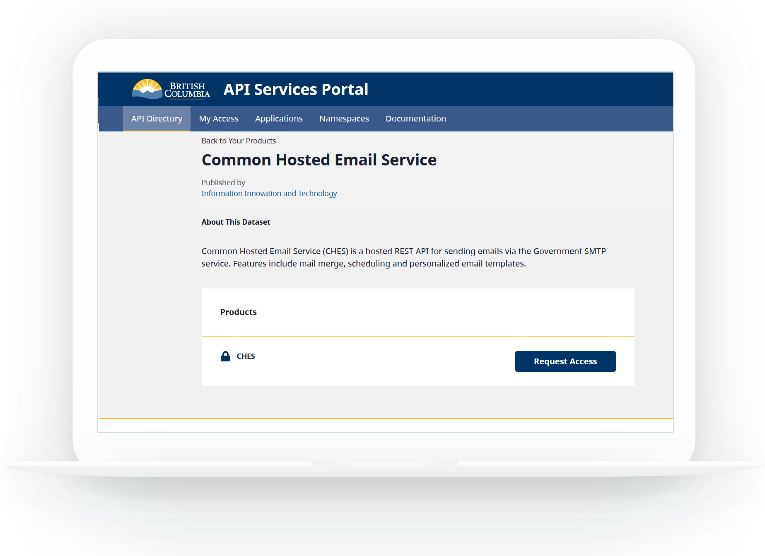 BRITISH
COLUMBIA
API Services Portal
API Directory My Access Applications Namespaces Documentation
Back to Your Products
Common Hosted Email Service
Published by
Information Innovation and Technology
About This Dataset
Common Hosted Email Service (CHES) is a hosted REST API for sending emails via the Government SMTP
service. Features include mail merge, scheduling and personalized email templates.
Products
CHES
Request Access